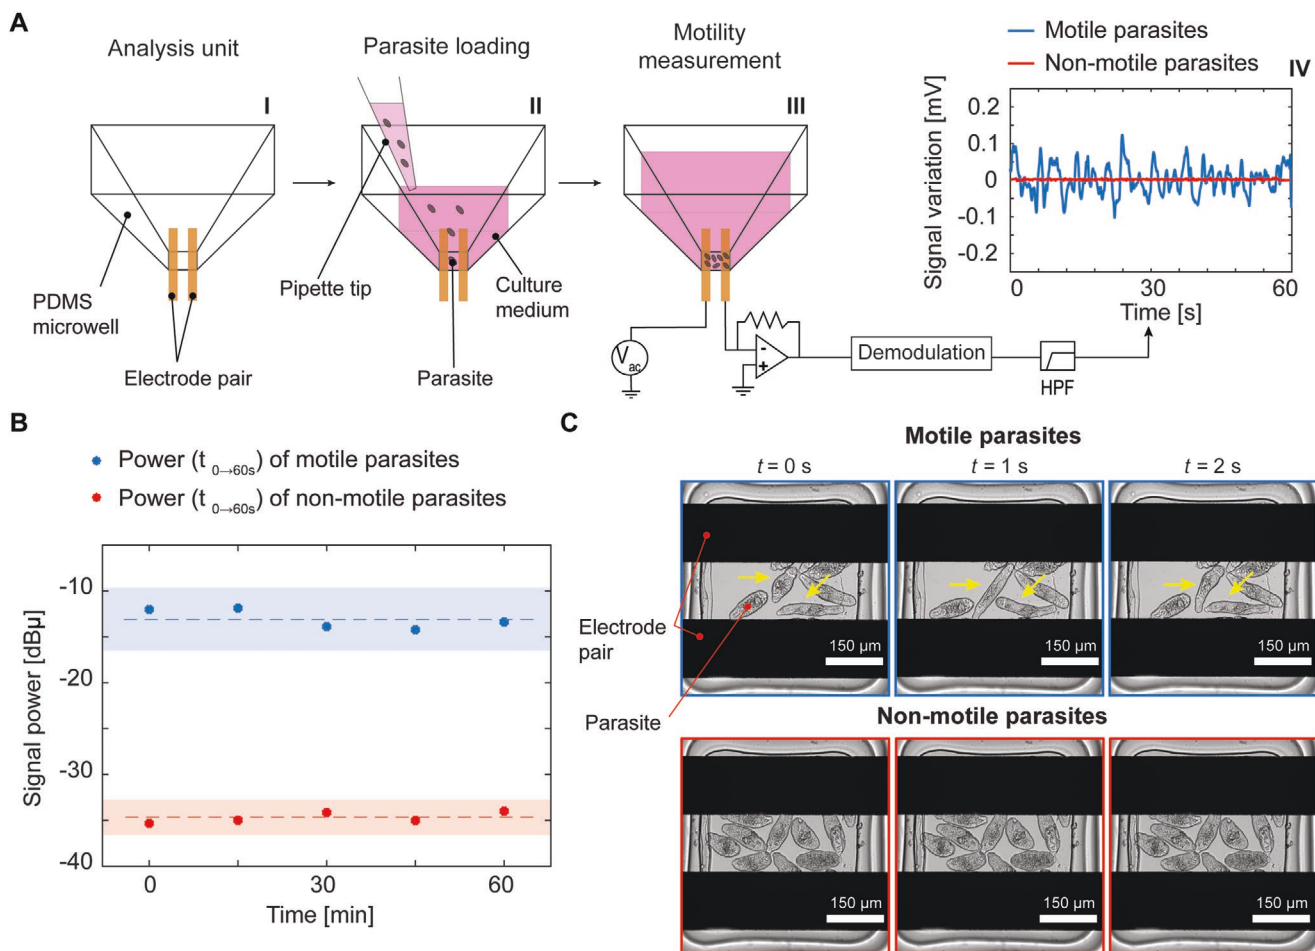 A
Analysis unit
I
PDMS
microwell
Electrode pair
Parasite loading
II
Pipette tip
Culture
medium
Parasite
Motility
measurement
III
V
ac
-
+
Demodulation
HPF
Motile parasites
Non-motile parasites
IV
Signal variation [mV]
0.2
0.1
0
-0.1
-0.2
0
30
60
Time [s]
B
Power (t 0→60s) of motile parasites
Power (t 0→60s) of non-motile parasites
Signal power [dBµ]
-10
-20
-30
-40
0
30
60
Time [min]
C
Motile parasites
t = 0 s
t = 1 s
t = 2 s
Electrode
pair
Parasite
150 µm
150 µm
150 µm
Non-motile parasites
150 µm
150 µm
150 µm